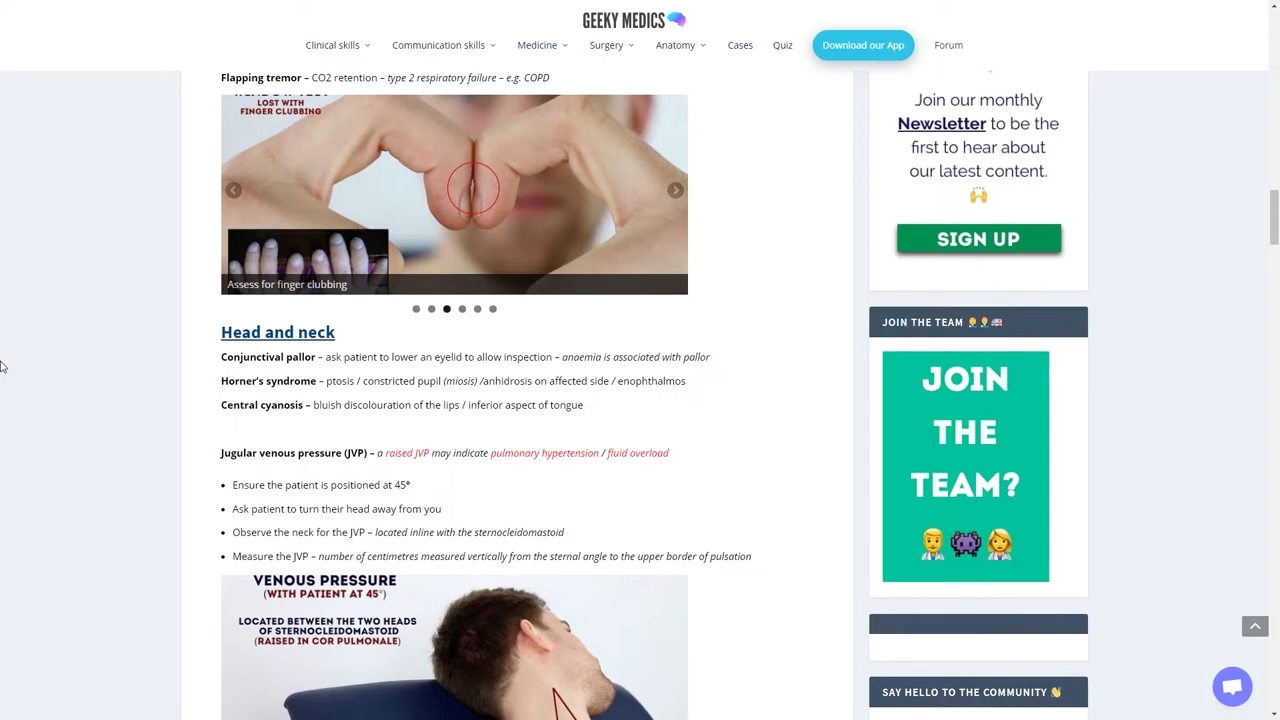 GEEKY MEDICS
Clinical skills Communication skills Medicine Surgery Anatomy Cases Quiz Download our App Forum
Flapping tremor – CO2 retention – type 2 respiratory failure – e.g. COPD
LOST WITH
FINGER CLUBBING
Assess for finger clubbing
Head and neck
Conjunctival pallor – ask patient to lower an eyelid to allow inspection – anaemia is associated with pallor
Horner's syndrome – ptosis / constricted pupil (miosis) /anhidrosis on affected side / enophthalmos
Central cyanosis – bluish discolouration of the lips / inferior aspect of tongue
Jugular venous pressure (JVP) – a raised JVP may indicate pulmonary hypertension / fluid overload
• Ensure the patient is positioned at 45°
• Ask patient to turn their head away from you
• Observe the neck for the JVP – located inline with the sternocleidomastoid
• Measure the JVP – number of centimetres measured vertically from the sternal angle to the upper border of pulsation
VENOUS PRESSURE
(WITH PATIENT AT 45°)
LOCATED BETWEEN THE TWO HEADS
OF STERNOCLEIDOMASTOID
(RAISED IN COR PULMONALE)
Join our monthly
Newsletter to be the
first to hear about
our latest content.
🙌
SIGN UP
JOIN THE TEAM
JOIN
THE
TEAM?
SAY HELLO TO THE COMMUNITY 👋